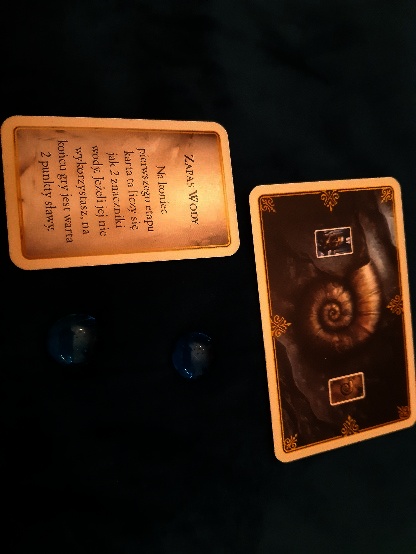 Zapas Wody
Na koniec
pierwszego etapu
karta ta liczy się
jak 2 znaczniki
wody. Jeżeli jej nie
wykorzystasz, na
końcu gry jest warta
2 punkty sławy.